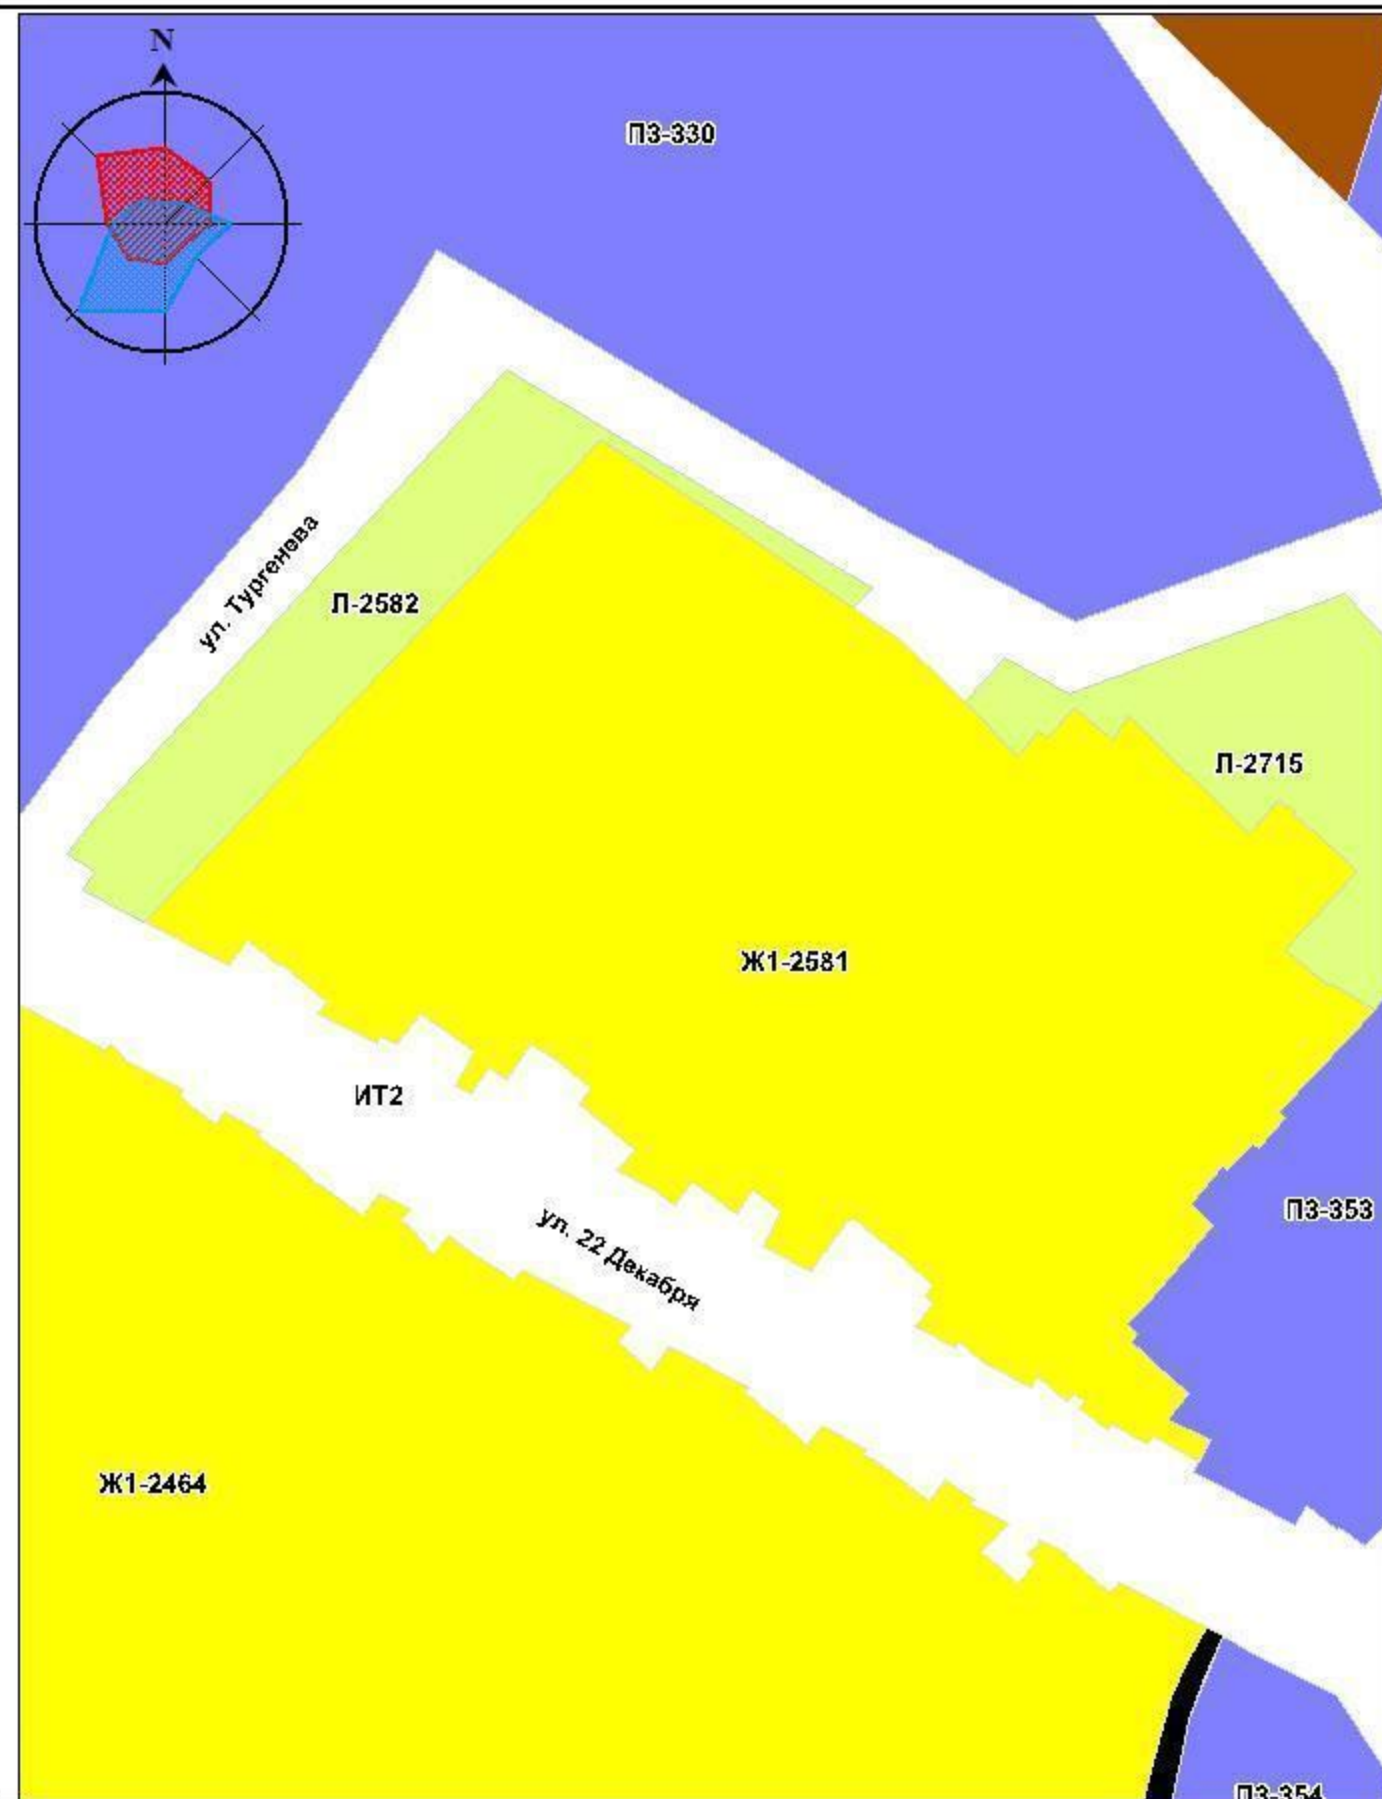 N
ПЗ-330
ул. Тургенева
Л-2582
Л-2715
Ж1-2581
ИТ2
ПЗ-353
ул. 22 Декабря
Ж1-2464
ПЗ-354